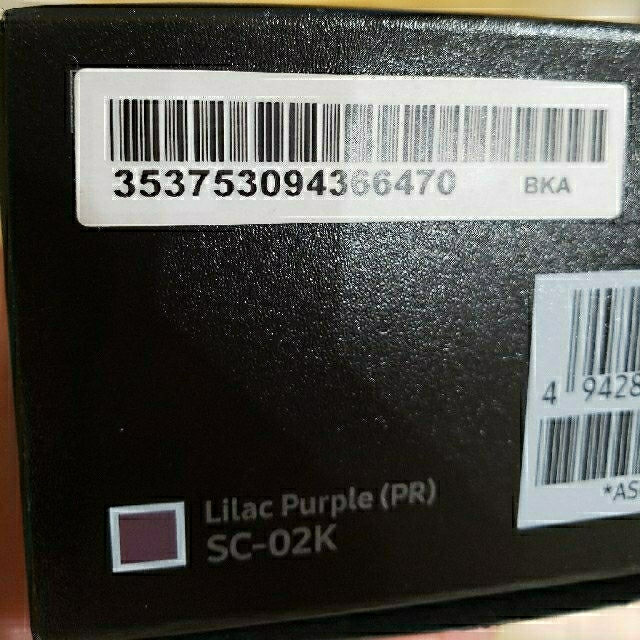 353753094366470 BKA
4 9428
*AS
Lilac Purple (PR)
SC-02K